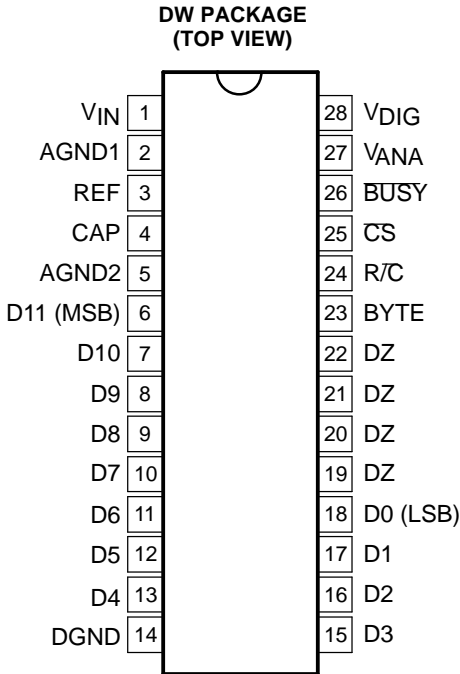 DW PACKAGE
(TOP VIEW)
VIN 1 28 VDIG
AGND1 2 27 VANA
REF 3 26 B̅U̅S̅Y̅
CAP 4 25 C̅S̅
AGND2 5 24 R/C̅
D11 (MSB) 6 23 BYTE
D10 7 22 DZ
D9 8 21 DZ
D8 9 20 DZ
D7 10 19 DZ
D6 11 18 D0 (LSB)
D5 12 17 D1
D4 13 16 D2
DGND 14 15 D3